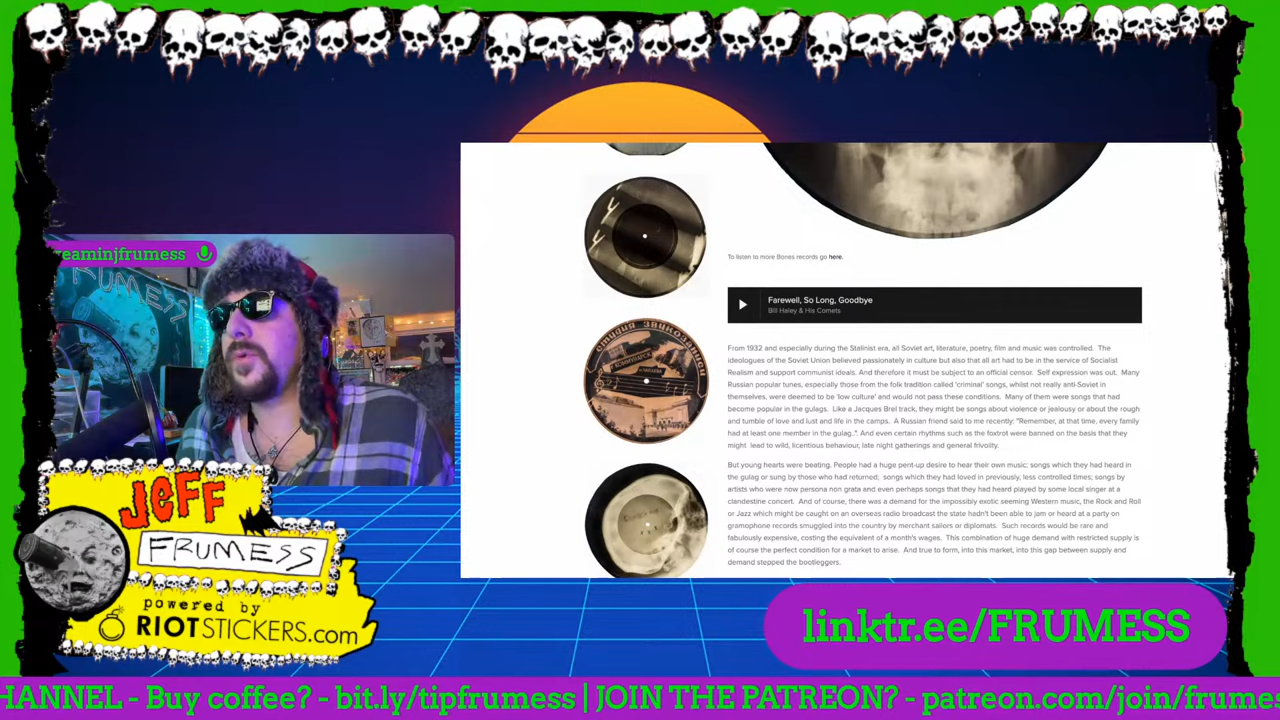 eaminjfrumess
FRUMESS
To listen to more Bones records go here.
Farewell, So Long, Goodbye
Bill Haley & His Comets
From 1932 and especially during the Stalinist era, all Soviet art, literature, poetry, film and music was controlled. The
ideologues of the Soviet Union believed passionately in culture but also that all art had to be in the service of Socialist
Realism and support communist ideals. And therefore it must be subject to an official censor. Self expression was out. Many
Russian popular tunes, especially those from the folk tradition called 'criminal' songs, whilst not really anti-Soviet in
themselves, were deemed to be 'low culture' and would not pass these conditions. Many of them were songs that had
become popular in the gulags. Like a Jacques Brel track, they might be songs about violence or jealousy or about the rough
and tumble of love and lust and life in the camps. A Russian friend said to me recently: "Remember, at that time, every family
had at least one member in the gulag..". And even certain rhythms such as the foxtrot were banned on the basis that they
might lead to wild, licentious behaviour, late night gatherings and general frivolity.
But young hearts were beating. People had a huge pent-up desire to hear their own music: songs which they had heard in
the gulag or sung by those who had returned; songs which they had loved in previously, less controlled times; songs by
artists who were now persona non grata and even perhaps songs that they had heard played by some local singer at a
clandestine concert. And of course, there was a demand for the impossibly exotic seeming Western music, the Rock and Roll
or Jazz which might be caught on an overseas radio broadcast the state hadn't been able to jam or heard at a party on
gramophone records smuggled into the country by merchant sailors or diplomats. Such records would be rare and
fabulously expensive, costing the equivalent of a month's wages. This combination of huge demand with restricted supply is
of course the perfect condition for a market to arise. And true to form, into this market, into this gap between supply and
demand stepped the bootleggers.
студия звукозаписи
JEFF
FRUMESS
powered by
RIOTSTICKERS.com
linktr.ee/FRUMESS
HANNEL - Buy coffee? - bit.ly/tipfrumess | JOIN THE PATREON? - patreon.com/join/frumes